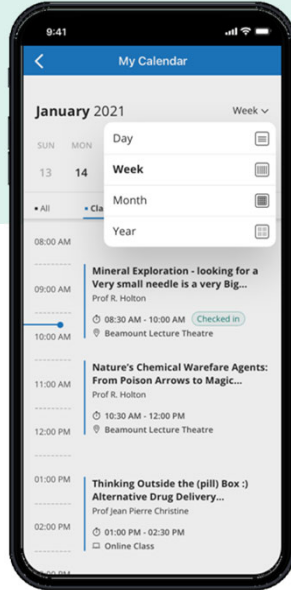 9:41
My Calendar
January 2021
Week
Day
Week
Month
Year
SUN MON
13 14
All
Cla
08:00 AM
Mineral Exploration - looking for a
Very small needle is a very Big...
Prof R. Holton
09:00 AM
08:30 AM - 10:00 AM Checked in
Beamount Lecture Theatre
10:00 AM
Nature's Chemical Warefare Agents:
From Poison Arrows to Magic...
Prof R. Holton
11:00 AM
10:30 AM - 12:00 PM
Beamount Lecture Theatre
12:00 PM
01:00 PM
Thinking Outside the (pill) Box :)
Alternative Drug Delivery...
Prof Jean Pierre Christine
02:00 PM
01:00 PM - 02:30 PM
Online Class